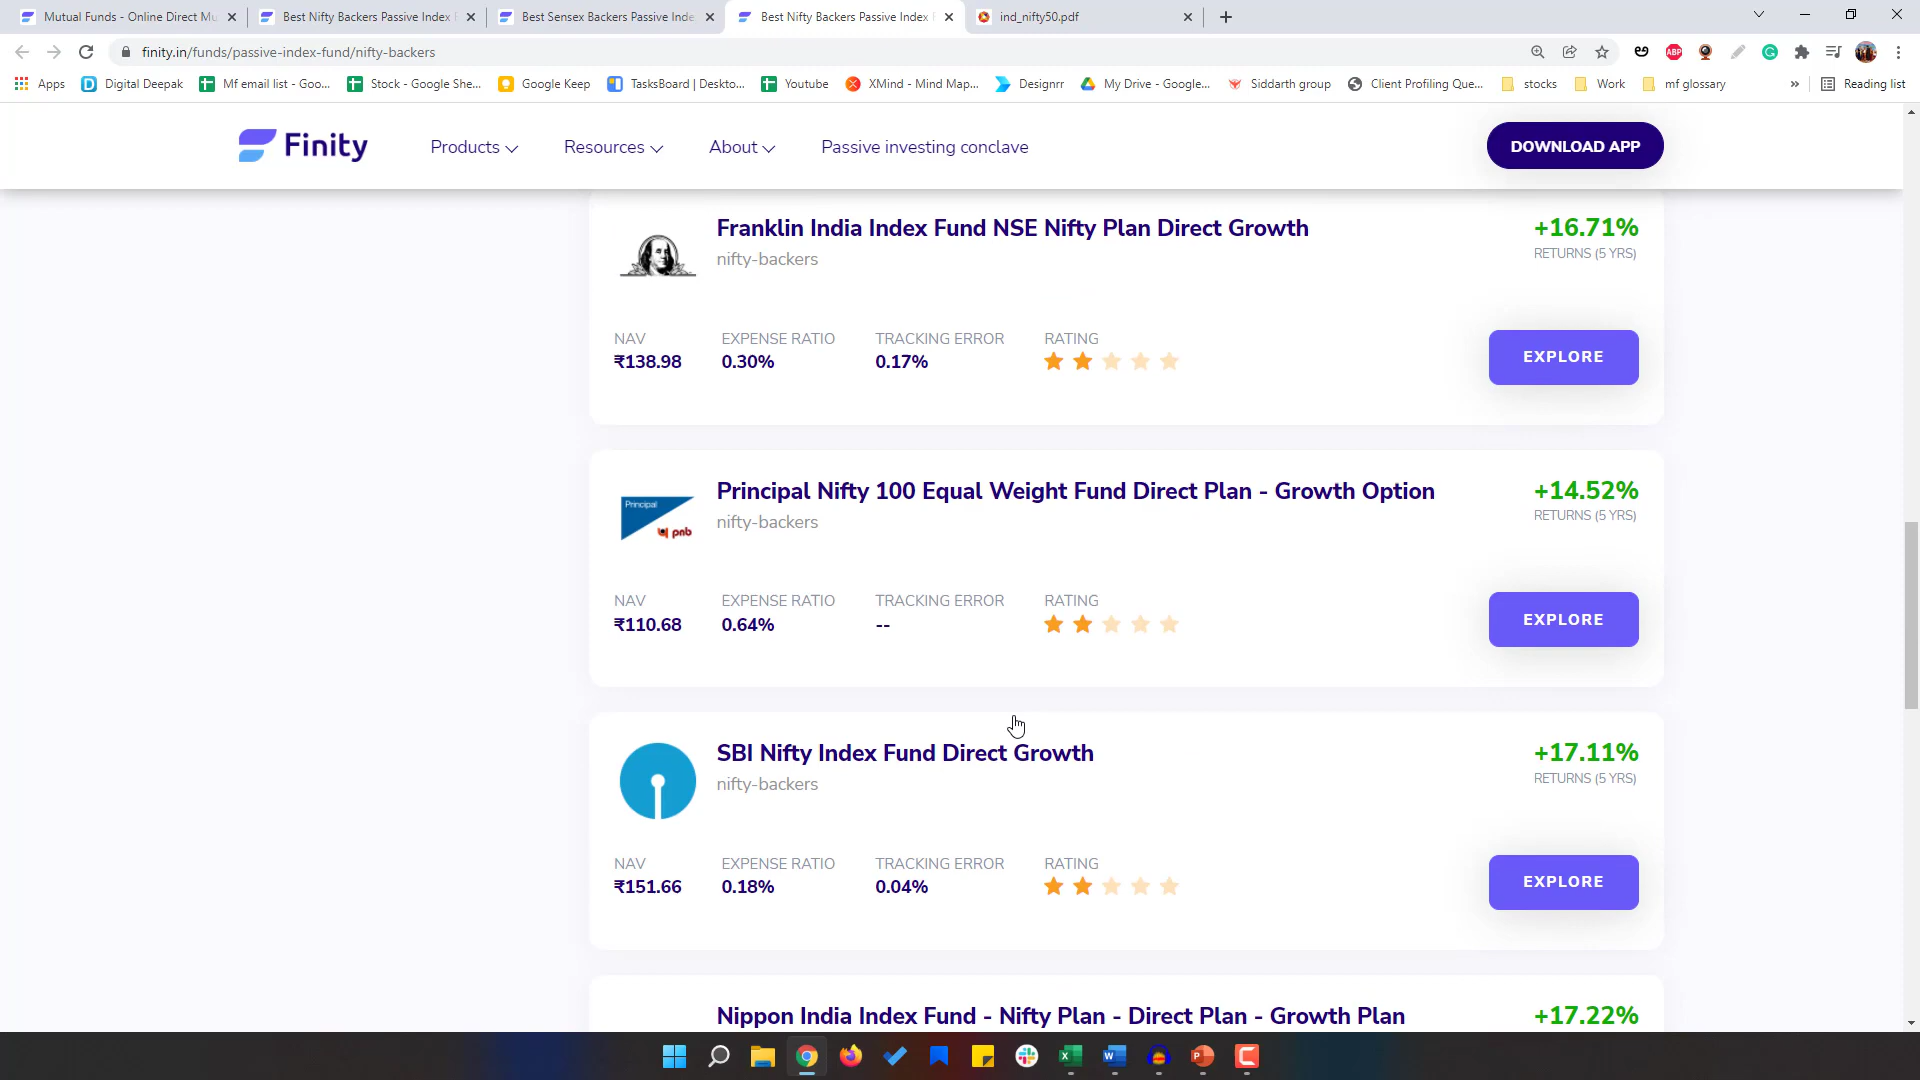 Mutual Funds - Online Direct Mu
Best Nifty Backers Passive Index F
Best Sensex Backers Passive Inde
Best Nifty Backers Passive Index F
ind_nifty50.pdf
finity.in/funds/passive-index-fund/nifty-backers
Apps
Digital Deepak
Mf email list - Goo...
Stock - Google She...
Google Keep
TasksBoard | Deskto...
Youtube
XMind - Mind Map...
Designrr
My Drive - Google...
Siddarth group
Client Profiling Que...
stocks
Work
mf glossary
»
Reading list
Finity
Products
Resources
About
Passive investing conclave
DOWNLOAD APP
Franklin India Index Fund NSE Nifty Plan Direct Growth
+16.71%
nifty-backers
RETURNS (5 YRS)
NAV
EXPENSE RATIO
TRACKING ERROR
RATING
₹138.98
0.30%
0.17%
EXPLORE
Principal Nifty 100 Equal Weight Fund Direct Plan - Growth Option
+14.52%
Principal
pnb
nifty-backers
RETURNS (5 YRS)
NAV
EXPENSE RATIO
TRACKING ERROR
RATING
₹110.68
0.64%
--
EXPLORE
SBI Nifty Index Fund Direct Growth
+17.11%
nifty-backers
RETURNS (5 YRS)
NAV
EXPENSE RATIO
TRACKING ERROR
RATING
₹151.66
0.18%
0.04%
EXPLORE
Nippon India Index Fund - Nifty Plan - Direct Plan - Growth Plan
+17.22%